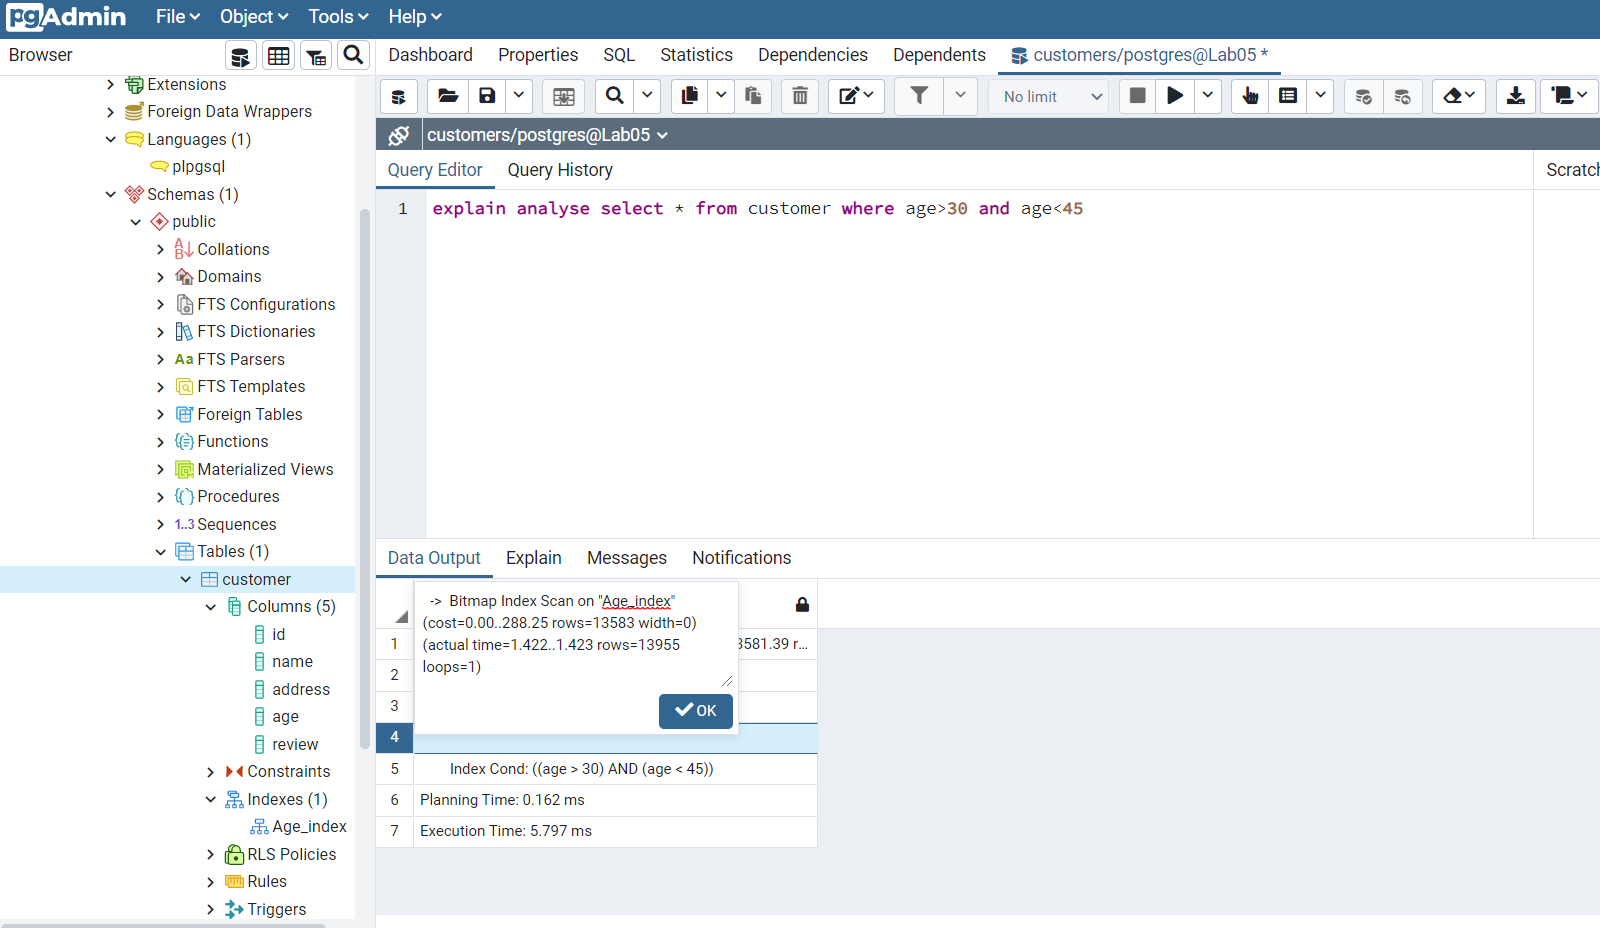 pgAdmin File Object Tools Help
Browser
Dashboard Properties SQL Statistics Dependencies Dependents customers/postgres@Lab05 *
No limit
customers/postgres@Lab05
Query Editor Query History
Scratch
1 explain analyse select * from customer where age>30 and age<45
Extensions
Foreign Data Wrappers
Languages (1)
plpgsql
Schemas (1)
public
Collations
Domains
FTS Configurations
FTS Dictionaries
Aa FTS Parsers
FTS Templates
Foreign Tables
Functions
Materialized Views
Procedures
1..3 Sequences
Tables (1)
customer
Columns (5)
id
name
address
age
review
Constraints
Indexes (1)
Age_index
RLS Policies
Rules
Triggers
Data Output Explain Messages Notifications
-> Bitmap Index Scan on "Age_index"
(cost=0.00..288.25 rows=13583 width=0)
(actual time=1.422..1.423 rows=13955
loops=1)
OK
1 3581.39 r...
2
3
4
5 Index Cond: ((age > 30) AND (age < 45))
6 Planning Time: 0.162 ms
7 Execution Time: 5.797 ms